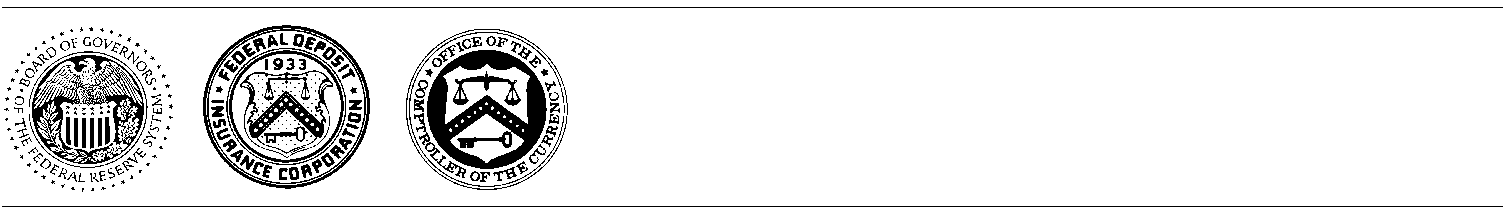 BOARD OF GOVERNORS
OF THE FEDERAL RESERVE SYSTEM
FEDERAL DEPOSIT
1933
INSURANCE CORPORATION
OFFICE OF THE
COMPTROLLER OF THE CURRENCY